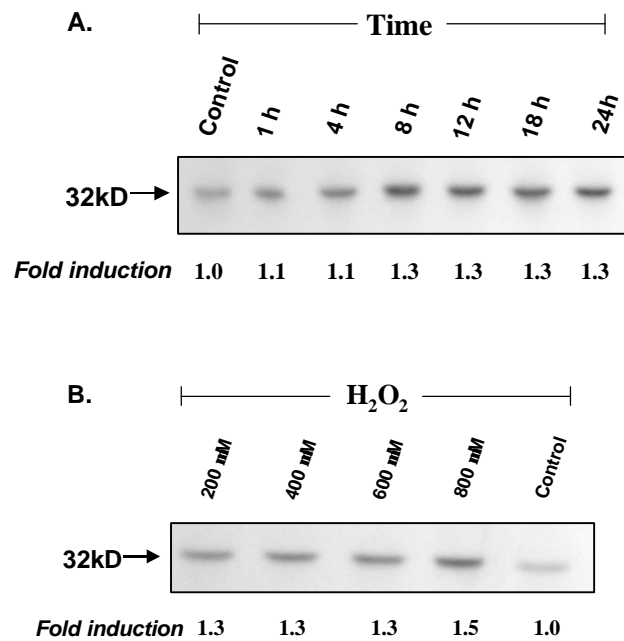 A.
Time
Control 1 h 4 h 8 h 12 h 18 h 24h
32kD
Fold induction 1.0 1.1 1.1 1.3 1.3 1.3 1.3
B.
H₂O₂
200 mM 400 mM 600 mM 800 mM Control
32kD
Fold induction 1.3 1.3 1.3 1.5 1.0